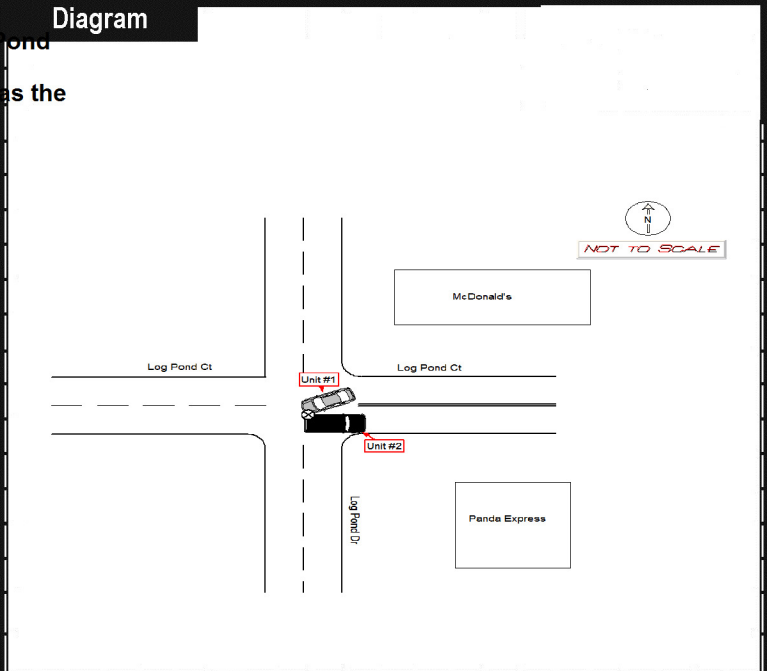 Diagram
Pond
as the
N
NOT TO SCALE
McDonald's
Log Pond Ct
Log Pond Ct
Unit #1
Unit #2
Log Pond Dr
Panda Express